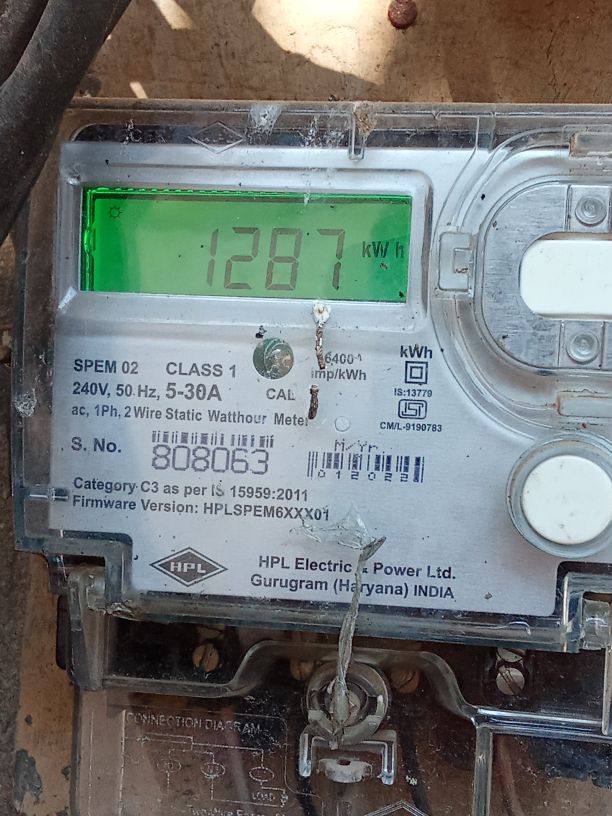 1287 kWh
SPEM 02 CLASS 1 6400
imp/kWh
kWh
240V, 50 Hz, 5-30A CAL
IS:13779
ac, 1Ph, 2 Wire Static Watthour Meter
CM/L-9190783
S. No. 808063
M/Yr
012022
Category C3 as per IS 15959:2011
Firmware Version: HPLSPEM6XXX01
HPL
HPL Electric & Power Ltd.
Gurugram (Haryana) INDIA
CONNECTION DIAGRAM
LOAD